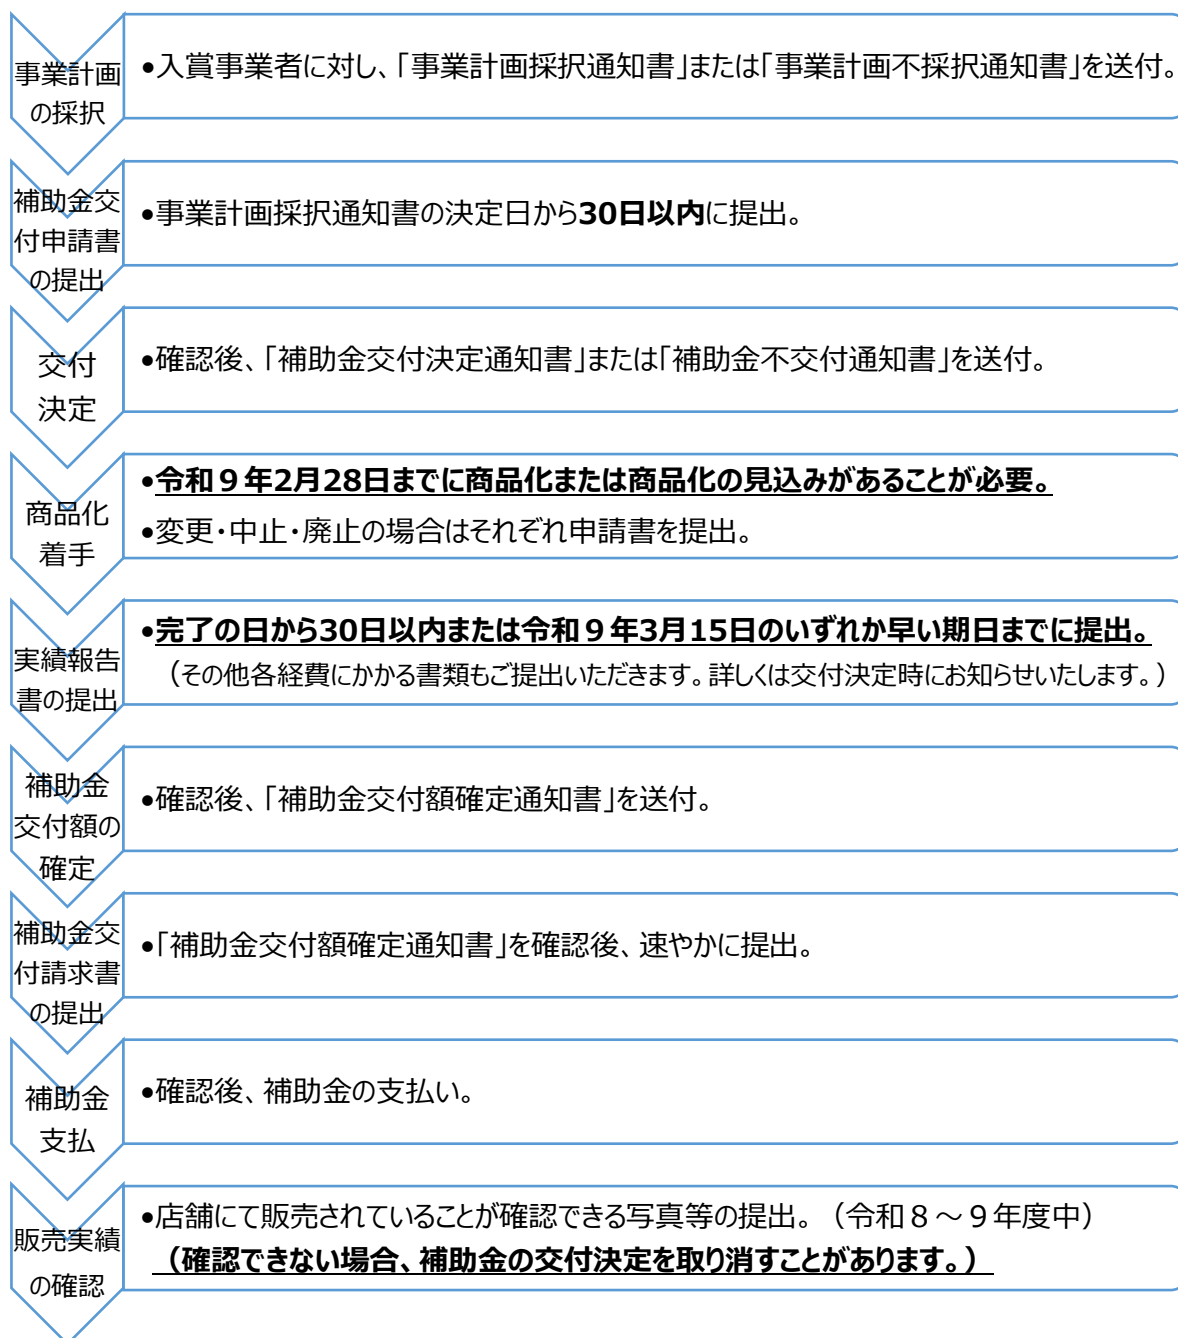 事業計画
の採択
•入賞事業者に対し、「事業計画採択通知書」または「事業計画不採択通知書」を送付。
補助金交
付申請書
の提出
•事業計画採択通知書の決定日から30日以内に提出。
交付
決定
•確認後、「補助金交付決定通知書」または「補助金不交付通知書」を送付。
商品化
着手
•令和９年2月28日までに商品化または商品化の見込みがあることが必要。
•変更・中止・廃止の場合はそれぞれ申請書を提出。
実績報告
書の提出
•完了の日から30日以内または令和９年3月15日のいずれか早い期日までに提出。
（その他各経費にかかる書類もご提出いただきます。詳しくは交付決定時にお知らせいたします。）
補助金
交付額の
確定
•確認後、「補助金交付額確定通知書」を送付。
補助金交
付請求書
の提出
•「補助金交付額確定通知書」を確認後、速やかに提出。
補助金
支払
•確認後、補助金の支払い。
販売実績
の確認
•店舗にて販売されていることが確認できる写真等の提出。（令和８～９年度中）
（確認できない場合、補助金の交付決定を取り消すことがあります。）